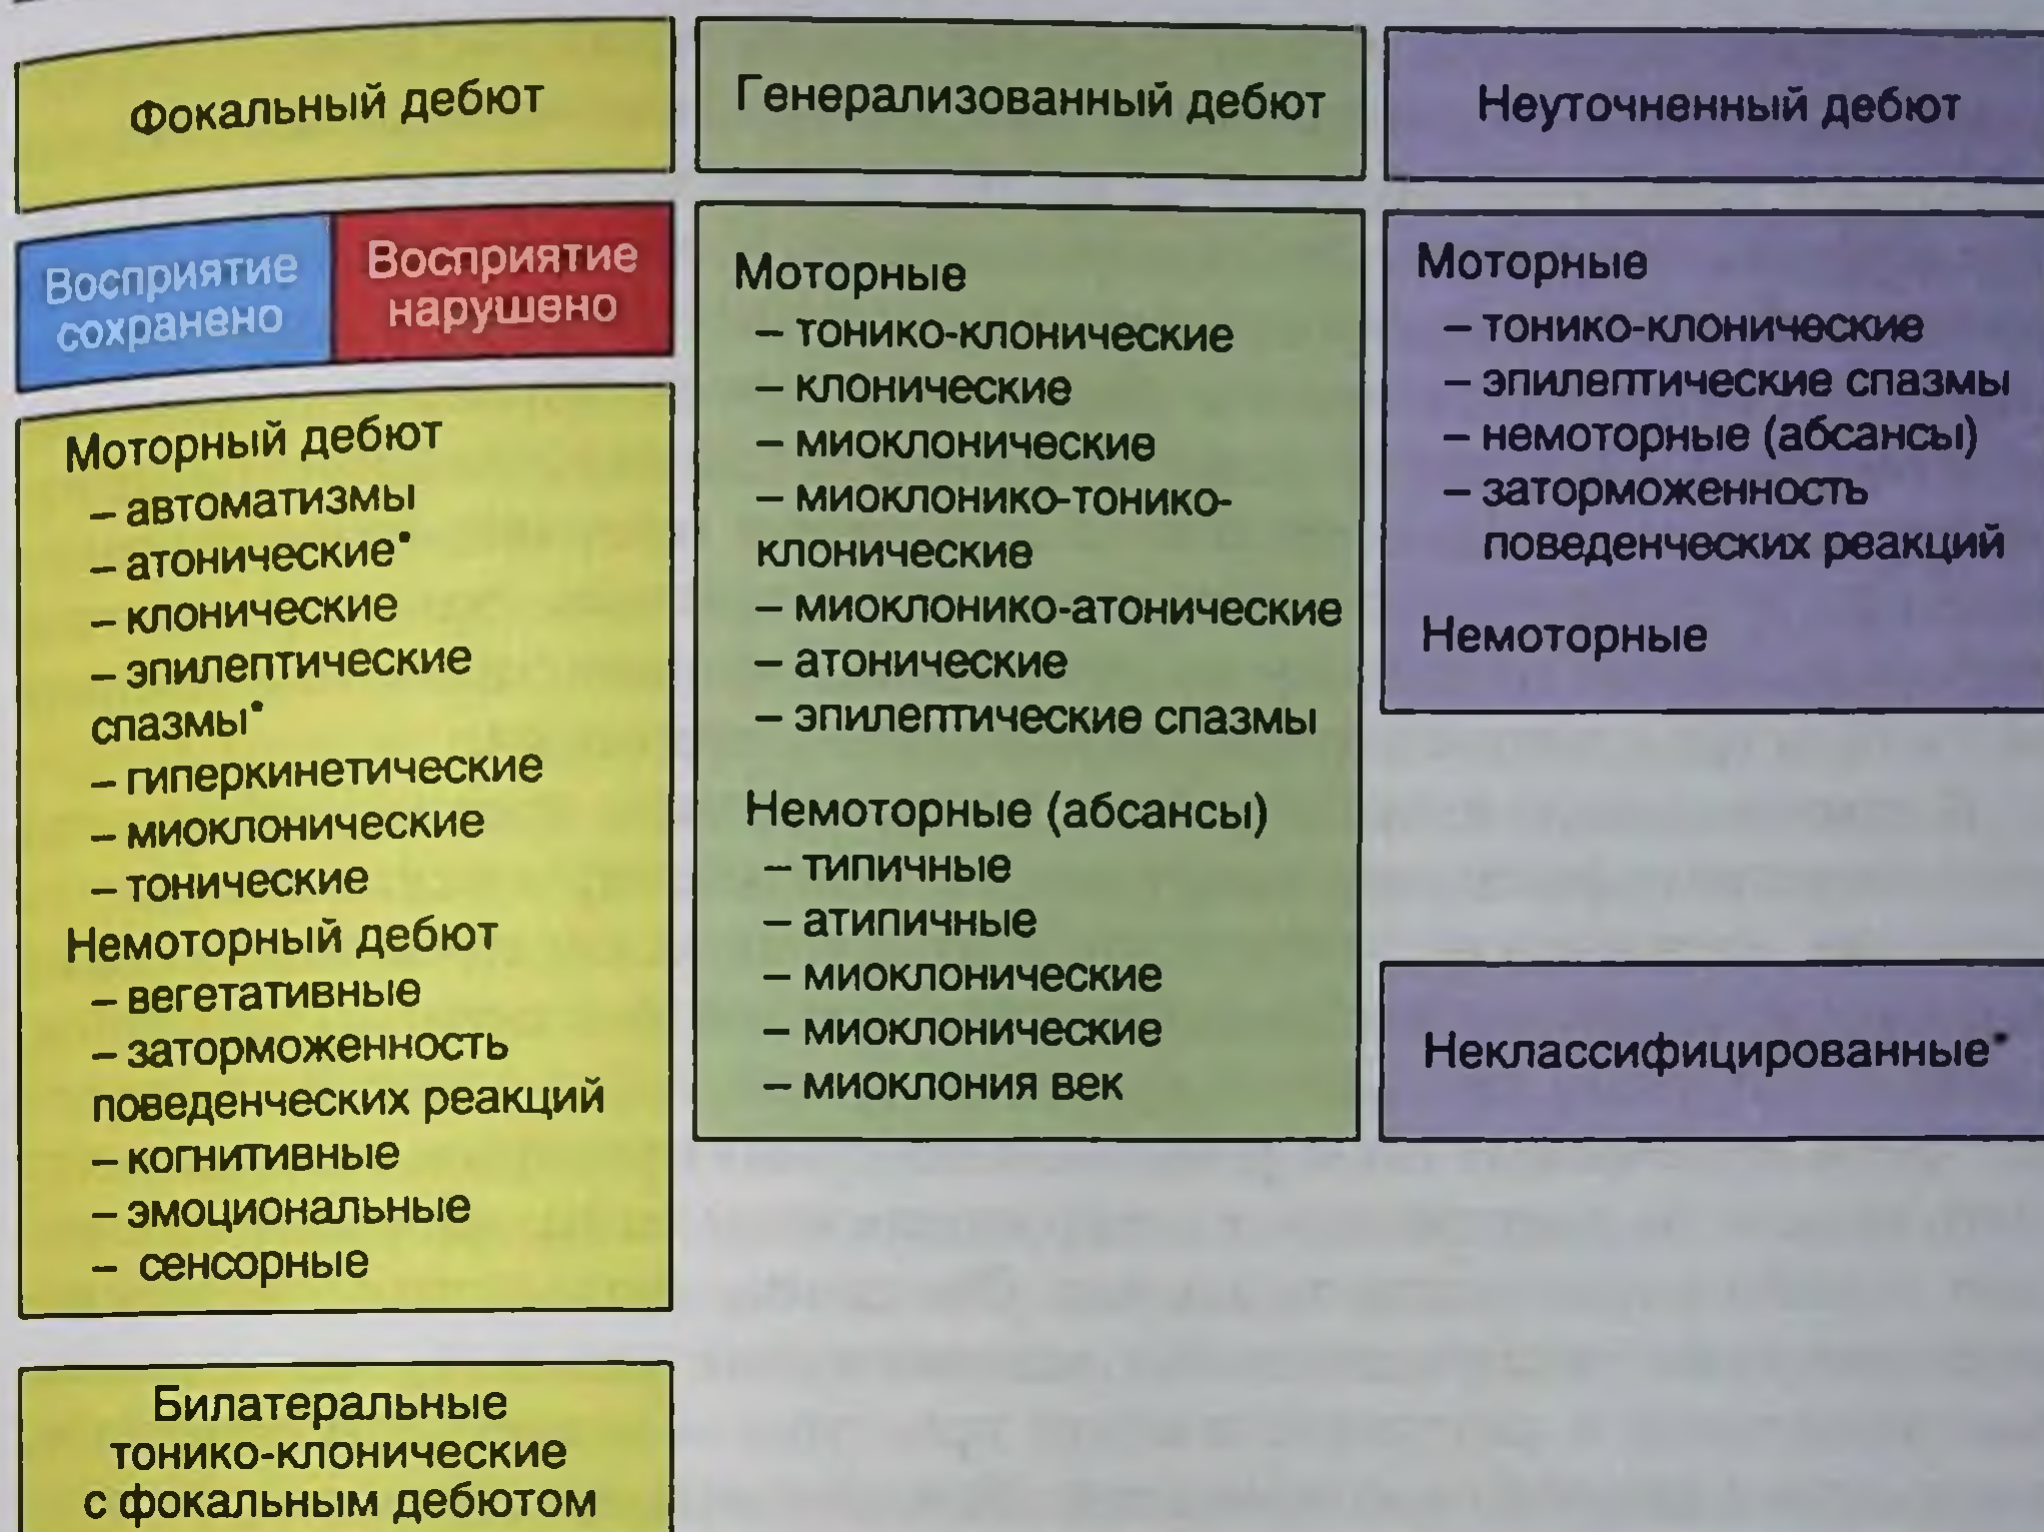 Фокальный дебют
Восприятие
сохранено
Восприятие
нарушено
Моторный дебют
– автоматизмы
– атонические*
– клонические
– эпилептические
спазмы*
– гиперкинетические
– миоклонические
– тонические
Немоторный дебют
– вегетативные
– заторможенность
поведенческих реакций
– когнитивные
– эмоциональные
– сенсорные
Билатеральные
тонико-клонические
с фокальным дебютом
Генерализованный дебют
Моторные
– тонико-клонические
– клонические
– миоклонические
– миоклонико-тонико-
клонические
– миоклонико-атонические
– атонические
– эпилептические спазмы
Немоторные (абсансы)
– типичные
– атипичные
– миоклонические
– миоклонические
– миоклония век
Неуточненный дебют
Моторные
– тонико-клонические
– эпилептические спазмы
– немоторные (абсансы)
– заторможенность
поведенческих реакций
Немоторные
Неклассифицированные*